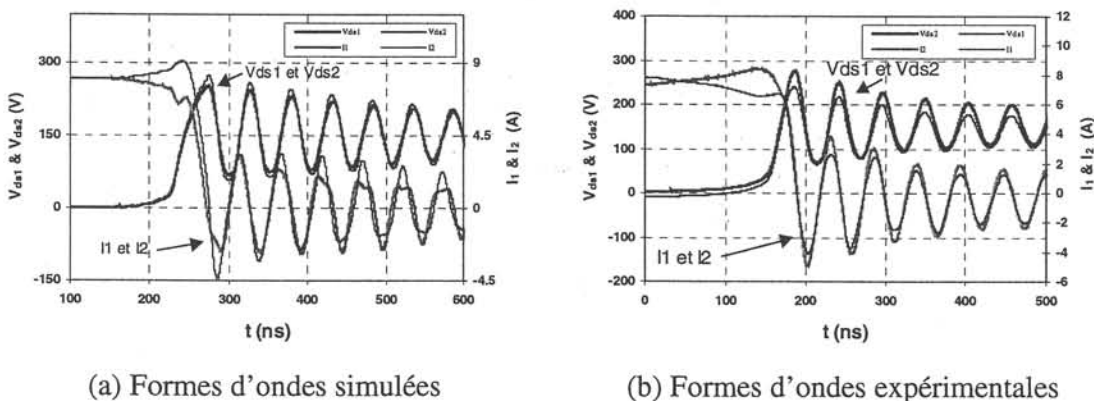 Vds1 Vds2
I1 I2
300
150
0
-150
Vds1 & Vds2 (V)
9
4.5
0
-4.5
I1 & I2 (A)
Vds1 et Vds2
I1 et I2
100 200 300 400 500 600
t (ns)
(a) Formes d'ondes simulées
Vds2 Vds1
I2 I1
400
300
200
100
0
-100
-200
Vds1 & Vds2 (V)
12
10
8
6
4
2
0
-2
-4
-6
I1 & I2 (A)
Vds1 et Vds2
I1 et I2
0 100 200 300 400 500
t (ns)
(b) Formes d'ondes expérimentales